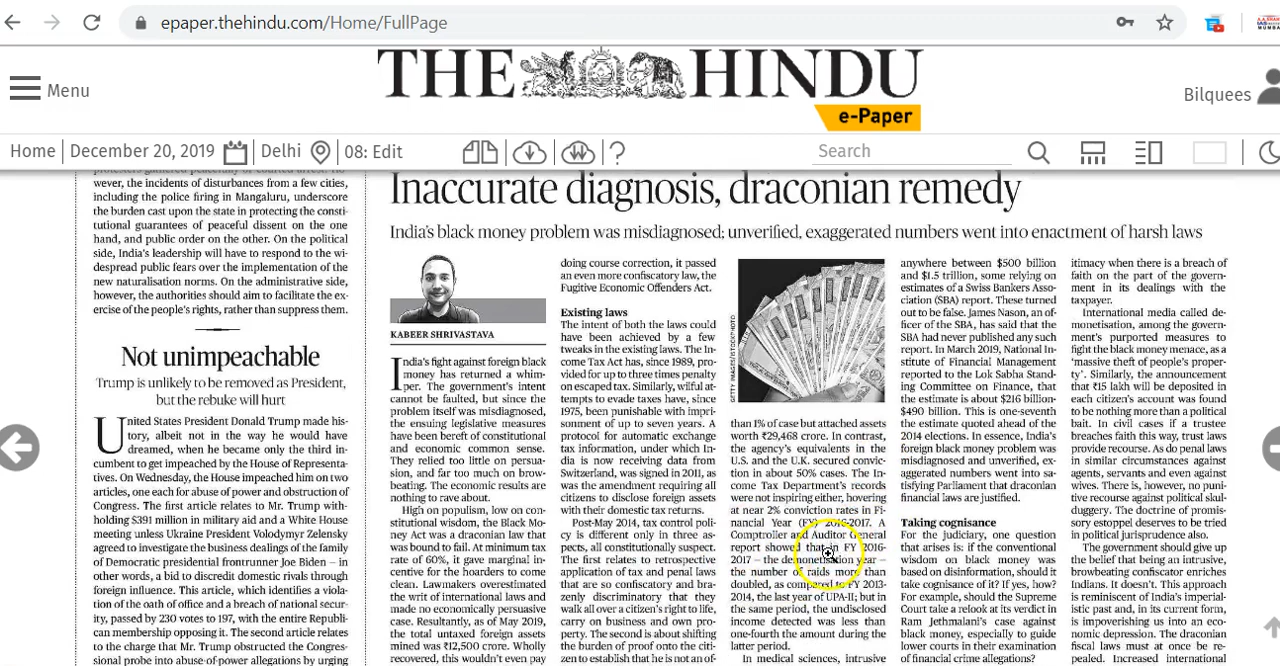 epaper.thehindu.com/Home/FullPage
Menu
THE HINDU
e-Paper
Bilquees
Home
December 20, 2019
Delhi
08: Edit
Search
protesters gathered peacefully or courted arrest. Ho-
wever, the incidents of disturbances from a few cities,
including the police firing in Mangaluru, underscore
the burden cast upon the state in protecting the consti-
tutional guarantees of peaceful dissent on the one
hand, and public order on the other. On the political
side, India's leadership will have to respond to the wi-
despread public fears over the implementation of the
new naturalisation norms. On the administrative side,
however, the authorities should aim to facilitate the ex-
ercise of the people's rights, rather than suppress them.
Not unimpeachable
Trump is unlikely to be removed as President,
but the rebuke will hurt
United States President Donald Trump made his-
tory, albeit not in the way he would have
dreamed, when he became only the third in-
cumbent to get impeached by the House of Representa-
tives. On Wednesday, the House impeached him on two
articles, one each for abuse of power and obstruction of
Congress. The first article relates to Mr. Trump with-
holding $391 million in military aid and a White House
meeting unless Ukraine President Volodymyr Zelensky
agreed to investigate the business dealings of the family
of Democratic presidential frontrunner Joe Biden — in
other words, a bid to discredit domestic rivals through
foreign influence. This article, which identifies a viola-
tion of the oath of office and a breach of national secur-
ity, passed by 230 votes to 197, with the entire Republi-
can membership opposing it. The second article relates
to the charge that Mr. Trump obstructed the Congres-
sional probe into abuse-of-power allegations by urging
Inaccurate diagnosis, draconian remedy
India's black money problem was misdiagnosed; unverified, exaggerated numbers went into enactment of harsh laws
KABEER SHRIVASTAVA
India's fight against foreign black
money has returned a whim-
per. The government's intent
cannot be faulted, but since the
problem itself was misdiagnosed,
the ensuing legislative measures
have been bereft of constitutional
and economic common sense.
They relied too little on persua-
sion, and far too much on brow-
beating. The economic results are
nothing to rave about.
High on populism, low on con-
stitutional wisdom, the Black Mo-
ney Act was a draconian law that
was bound to fail. At minimum tax
rate of 60%, it gave marginal in-
centive for the hoarders to come
clean. Lawmakers overestimated
the writ of international laws and
made no economically persuasive
case. Resultantly, as of May 2019,
the total untaxed foreign assets
mined was ₹12,500 crore. Wholly
recovered, this wouldn't even pay
doing course correction, it passed
an even more confiscatory law, the
Fugitive Economic Offenders Act.
Existing laws
The intent of both the laws could
have been achieved by a few
tweaks in the existing laws. The In-
come Tax Act has, since 1989, pro-
vided for up to three times penalty
on escaped tax. Similarly, wilful at-
tempts to evade taxes have, since
1975, been punishable with impri-
sonment of up to seven years. A
protocol for automatic exchange
tax information, under which In-
dia is now receiving data from
Switzerland, was signed in 2011, as
was the amendment requiring all
citizens to disclose foreign assets
with their domestic tax returns.
Post-May 2014, tax control poli-
cy is different only in three as-
pects, all constitutionally suspect.
The first relates to retrospective
application of tax and penal laws
that are so confiscatory and bra-
zenly discriminatory that they
walk all over a citizen's right to life,
carry on business and own pro-
perty. The second is about shifting
the burden of proof onto the citi-
zen to establish that he is not an of-
GETTY IMAGES/ISTOCKPHOTO
than 1% of case but attached assets
worth ₹29,468 crore. In contrast,
the agency's equivalents in the
U.S. and the U.K. secured convic-
tion in about 50% cases. The In-
come Tax Department's records
were not inspiring either, hovering
at near 2% conviction rates in Fi-
nancial Year (FY) 2016-2017. A
Comptroller and Auditor General
report showed that in FY 2016-
2017 — the demonetisation year —
the number of raids more than
doubled, as compared to FY 2013-
2014, the last year of UPA-II; but in
the same period, the undisclosed
income detected was less than
one-fourth the amount during the
latter period.
In medical sciences, intrusive
anywhere between $500 billion
and $1.5 trillion, some relying on
estimates of a Swiss Bankers Asso-
ciation (SBA) report. These turned
out to be false. James Nason, an of-
ficer of the SBA, has said that the
SBA had never published any such
report. In March 2019, National In-
stitute of Financial Management
reported to the Lok Sabha Stand-
ing Committee on Finance, that
the estimate is about $216 billion-
$490 billion. This is one-seventh
the estimate quoted ahead of the
2014 elections. In essence, India's
foreign black money problem was
misdiagnosed and unverified, ex-
aggerated numbers went into sa-
tisfying Parliament that draconian
financial laws are justified.
Taking cognisance
For the judiciary, one question
that arises is: if the conventional
wisdom on black money was
based on disinformation, should it
take cognisance of it? If yes, how?
For example, should the Supreme
Court take a relook at its verdict in
Ram Jethmalani's case against
black money, especially to guide
lower courts in their examination
of financial crime allegations?
itimacy when there is a breach of
faith on the part of the govern-
ment in its dealings with the
taxpayer.
International media called de-
monetisation, among the govern-
ment's purported measures to
fight the black money menace, as a
'massive theft of people's proper-
ty'. Similarly, the announcement
that ₹15 lakh will be deposited in
each citizen's account was found
to be nothing more than a political
bait. In civil cases if a trustee
breaches faith this way, trust laws
provide recourse. As do penal laws
in similar circumstances against
agents, servants and even against
wives. There is, however, no pun-
itive recourse against political skul-
duggery. The doctrine of promis-
sory estoppel deserves to be tried
in political dishonesty.
The government should give up
the belief that being an intrusive,
browbeating confiscator enriches
Indians. It doesn't. This approach
is reminiscent of India's imperial-
istic past and, in its current form,
is impoverishing us into an eco-
nomic depression. The draconian
fiscal laws must at once be re-
pealed. Increased international